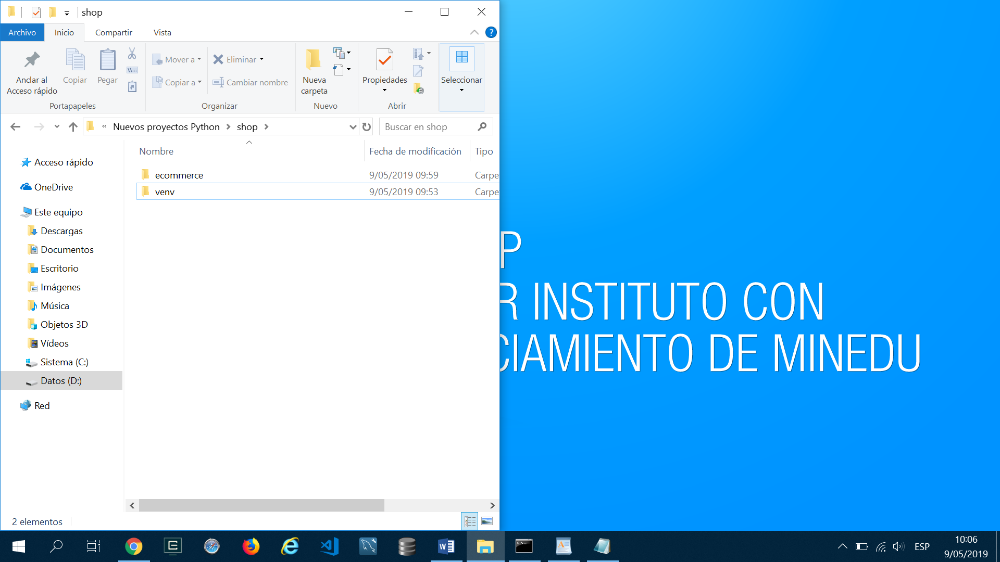 shop
Archivo
Inicio
Compartir
Vista
Anclar al
Acceso rápido
Copiar
Pegar
Mover a
Copiar a
Eliminar
Cambiar nombre
Nueva
carpeta
Propiedades
Seleccionar
Portapapeles
Organizar
Nuevo
Abrir
« Nuevos proyectos Python > shop >
Buscar en shop
Nombre
Fecha de modificación
Tipo
ecommerce 9/05/2019 09:59 Carpe
venv 9/05/2019 09:53 Carpe
Acceso rápido
OneDrive
Este equipo
Descargas
Documentos
Escritorio
Imágenes
Música
Objetos 3D
Vídeos
Sistema (C:)
Datos (D:)
Red
2 elementos
P
R INSTITUTO CON
CIAMIENTO DE MINEDU
ESP
10:06
9/05/2019